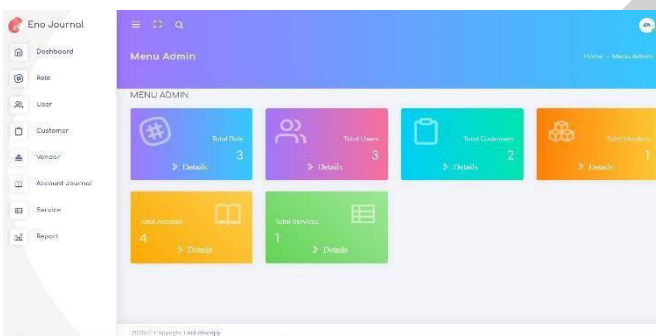 Eno Journal
Dashboard
Role
User
Customer
Vendor
Account Journal
Service
Report
Menu Admin
Home - Menu Admin
MENU ADMIN
Total Role
3
Details
Total Users
3
Details
Total Customers
2
Details
Total Vendors
1
Details
Total Account
4
Details
Total Services
1
Details
2020 © Copyright